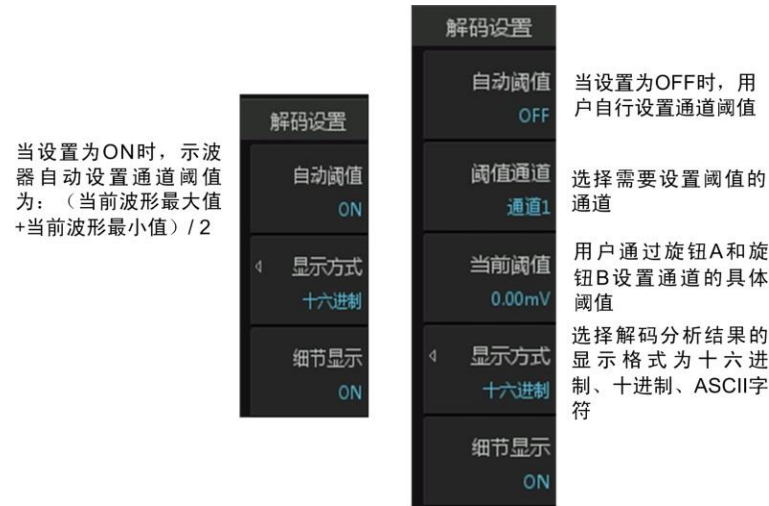 当设置为ON时，示波
器自动设置通道阈值
为：（当前波形最大值
+当前波形最小值）/ 2
解码设置
自动阈值
ON
显示方式
十六进制
细节显示
ON
解码设置
自动阈值
OFF
阈值通道
通道1
当前阈值
0.00mV
显示方式
十六进制
细节显示
ON
当设置为OFF时，用
户自行设置通道阈值
选择需要设置阈值的
通道
用户通过旋钮A和旋
钮B设置通道的具体
阈值
选择解码分析结果的
显示格式为十六进
制、十进制、ASCII字
符